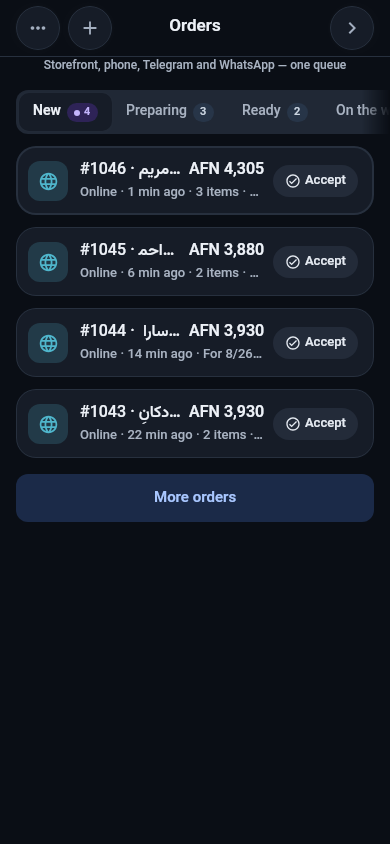 Orders
Storefront, phone, Telegram and WhatsApp — one queue
New 4 Preparing 3 Ready 2 On the
#1046 · مریم… AFN 4,305
Online · 1 min ago · 3 items · …
Accept
#1045 · احمد… AFN 3,880
Online · 6 min ago · 2 items · …
Accept
#1044 · سارا… AFN 3,930
Online · 14 min ago · For 8/26…
Accept
#1043 · دکانِ… AFN 3,930
Online · 22 min ago · 2 items ·…
Accept
More orders